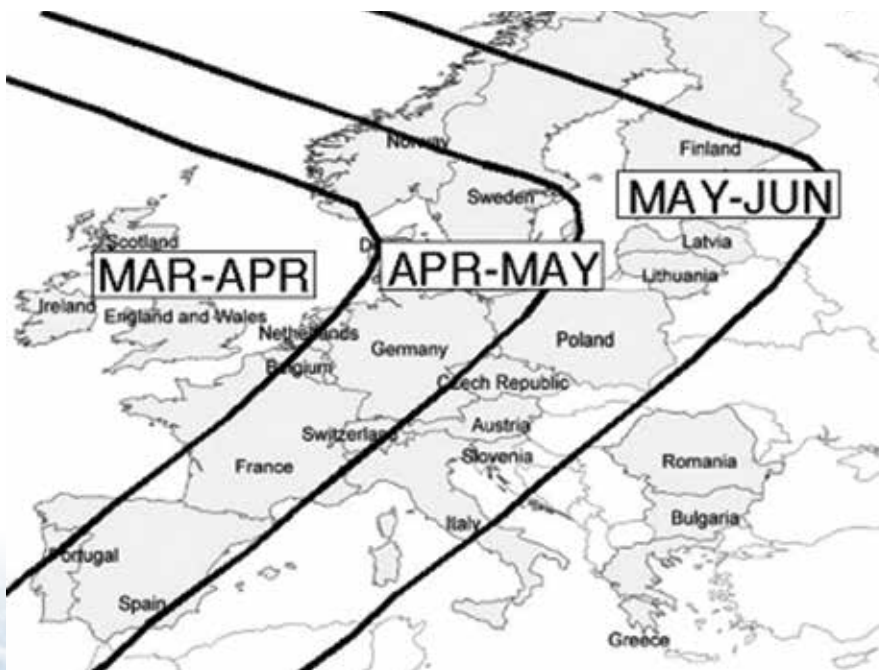 Norway
Finland
Sweden
MAY-JUN
Scotland
Latvia
MAR-APR
APR-MAY
Lithuania
Ireland
England and Wales
Netherlands
Germany
Poland
Belgium
Czech Republic
Switzerland
Austria
Slovenia
France
Romania
Italy
Bulgaria
Portugal
Spain
Greece